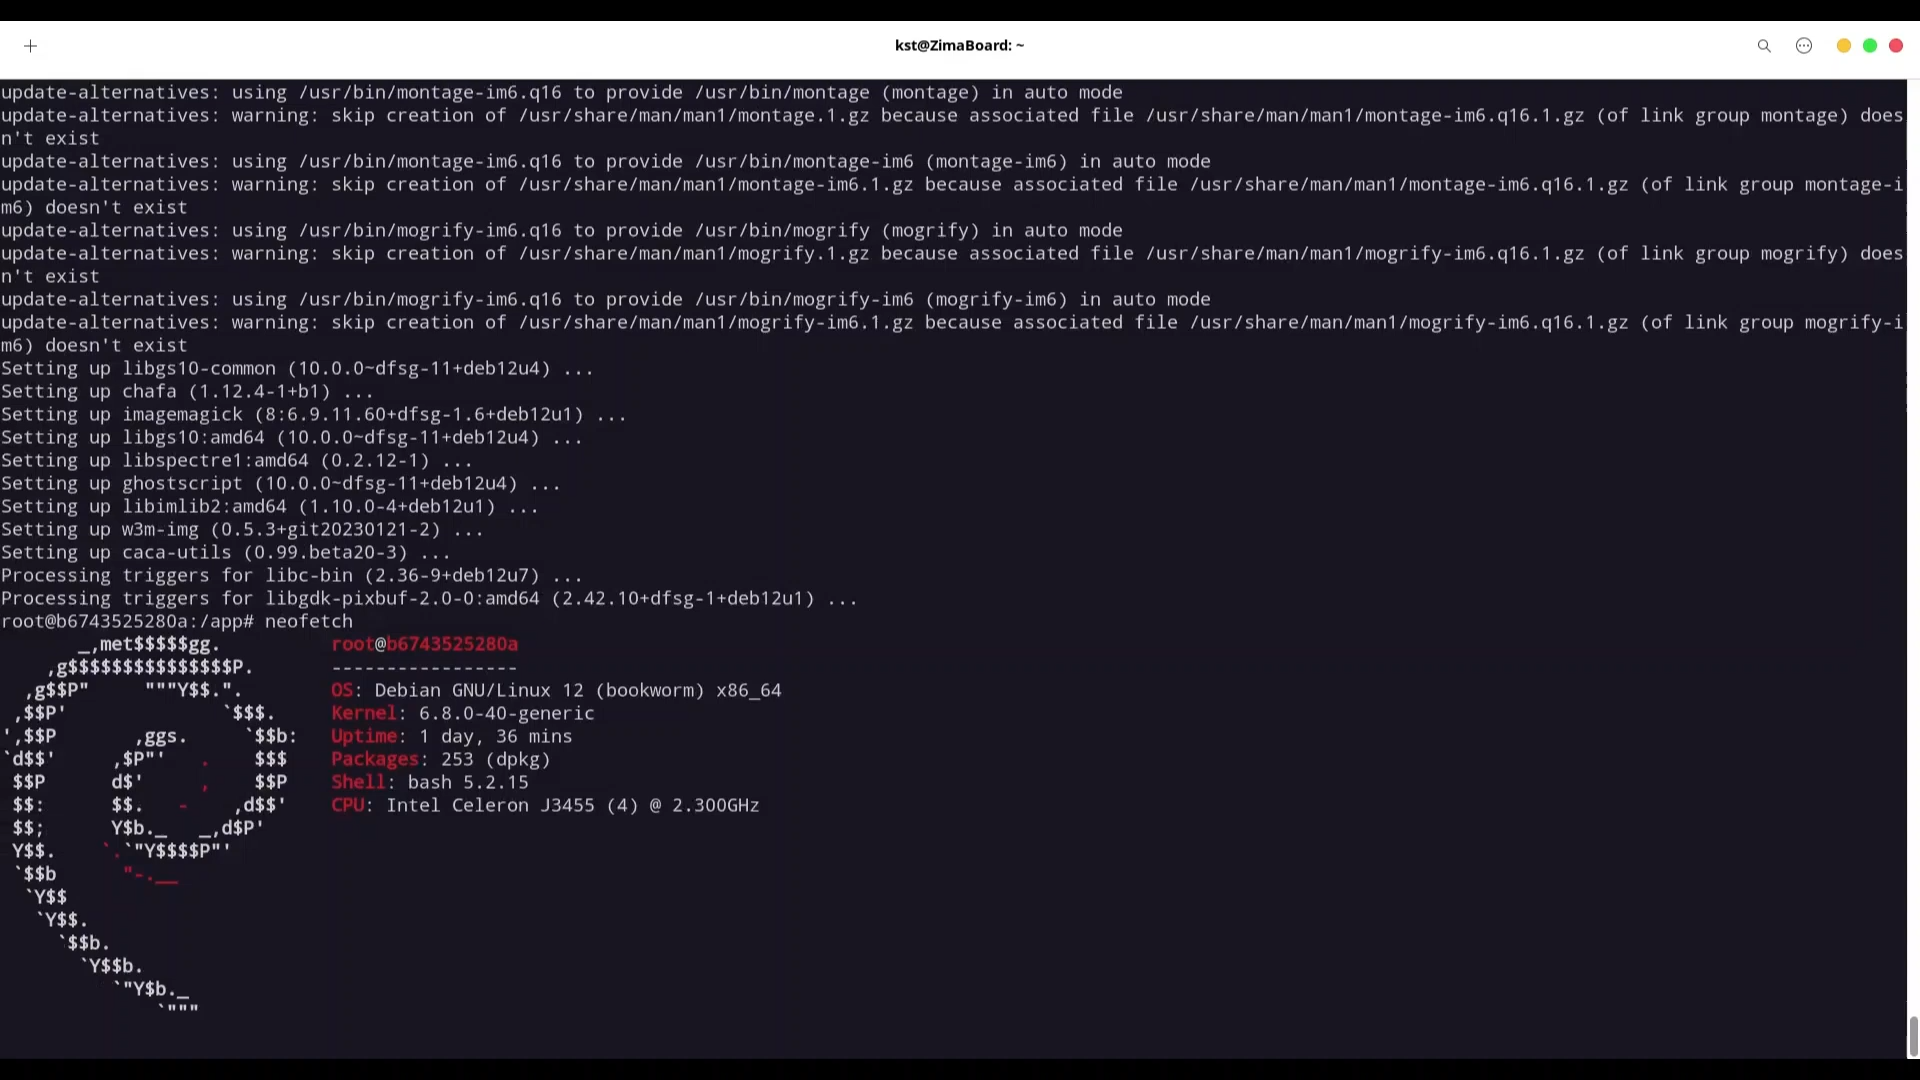 kst@ZimaBoard: ~
update-alternatives: using /usr/bin/montage-im6.q16 to provide /usr/bin/montage (montage) in auto mode
update-alternatives: warning: skip creation of /usr/share/man/man1/montage.1.gz because associated file /usr/share/man/man1/montage-im6.q16.1.gz (of link group montage) does
n't exist
update-alternatives: using /usr/bin/montage-im6.q16 to provide /usr/bin/montage-im6 (montage-im6) in auto mode
update-alternatives: warning: skip creation of /usr/share/man/man1/montage-im6.1.gz because associated file /usr/share/man/man1/montage-im6.q16.1.gz (of link group montage-i
m6) doesn't exist
update-alternatives: using /usr/bin/mogrify-im6.q16 to provide /usr/bin/mogrify (mogrify) in auto mode
update-alternatives: warning: skip creation of /usr/share/man/man1/mogrify.1.gz because associated file /usr/share/man/man1/mogrify-im6.q16.1.gz (of link group mogrify) does
n't exist
update-alternatives: using /usr/bin/mogrify-im6.q16 to provide /usr/bin/mogrify-im6 (mogrify-im6) in auto mode
update-alternatives: warning: skip creation of /usr/share/man/man1/mogrify-im6.1.gz because associated file /usr/share/man/man1/mogrify-im6.q16.1.gz (of link group mogrify-i
m6) doesn't exist
Setting up libgs10-common (10.0.0~dfsg-11+deb12u4) ...
Setting up chafa (1.12.4-1+b1) ...
Setting up imagemagick (8:6.9.11.60+dfsg-1.6+deb12u1) ...
Setting up libgs10:amd64 (10.0.0~dfsg-11+deb12u4) ...
Setting up libspectre1:amd64 (0.2.12-1) ...
Setting up ghostscript (10.0.0~dfsg-11+deb12u4) ...
Setting up libimlib2:amd64 (1.10.0-4+deb12u1) ...
Setting up w3m-img (0.5.3+git20230121-2) ...
Setting up caca-utils (0.99.beta20-3) ...
Processing triggers for libc-bin (2.36-9+deb12u7) ...
Processing triggers for libgdk-pixbuf-2.0-0:amd64 (2.42.10+dfsg-1+deb12u1) ...
root@b6743525280a:/app# neofetch
       _,met$$$$$gg.          root@b6743525280a
    ,g$$$$$$$$$$$$$$$P.       -----------------
  ,g$$P"     """Y$$.".        OS: Debian GNU/Linux 12 (bookworm) x86_64
 ,$$P'              `$$$.     Kernel: 6.8.0-40-generic
',$$P       ,ggs.     `$$b:   Uptime: 1 day, 36 mins
`d$$'     ,$P"'   .    $$$    Packages: 253 (dpkg)
 $$P      d$'     ,    $$P    Shell: bash 5.2.15
 $$:      $$.   -    ,d$$'    CPU: Intel Celeron J3455 (4) @ 2.300GHz
 $$;      Y$b._   _,d$P'
 Y$$.    `.`"Y$$$$P"'
 `$$b      "-.__
  `Y$$
   `Y$$.
     `$$b.
       `Y$$b.
          `"Y$b._
              `"""